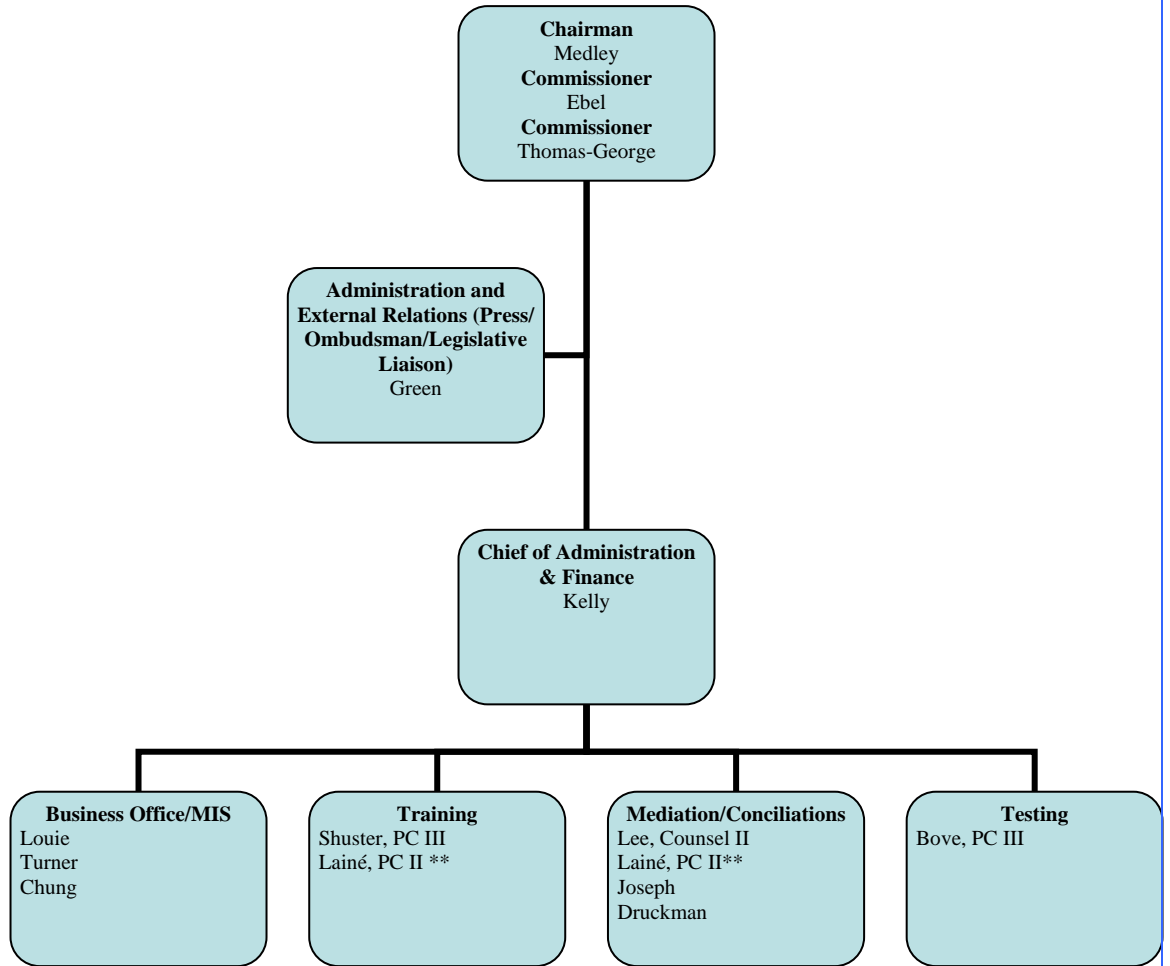 Chairman
Medley
Commissioner
Ebel
Commissioner
Thomas-George
Administration and
External Relations (Press/
Ombudsman/Legislative
Liaison)
Green
Chief of Administration
& Finance
Kelly
Business Office/MIS
Louie
Turner
Chung
Training
Shuster, PC III
Lainé, PC II **
Mediation/Conciliations
Lee, Counsel II
Lainé, PC II**
Joseph
Druckman
Testing
Bove, PC III